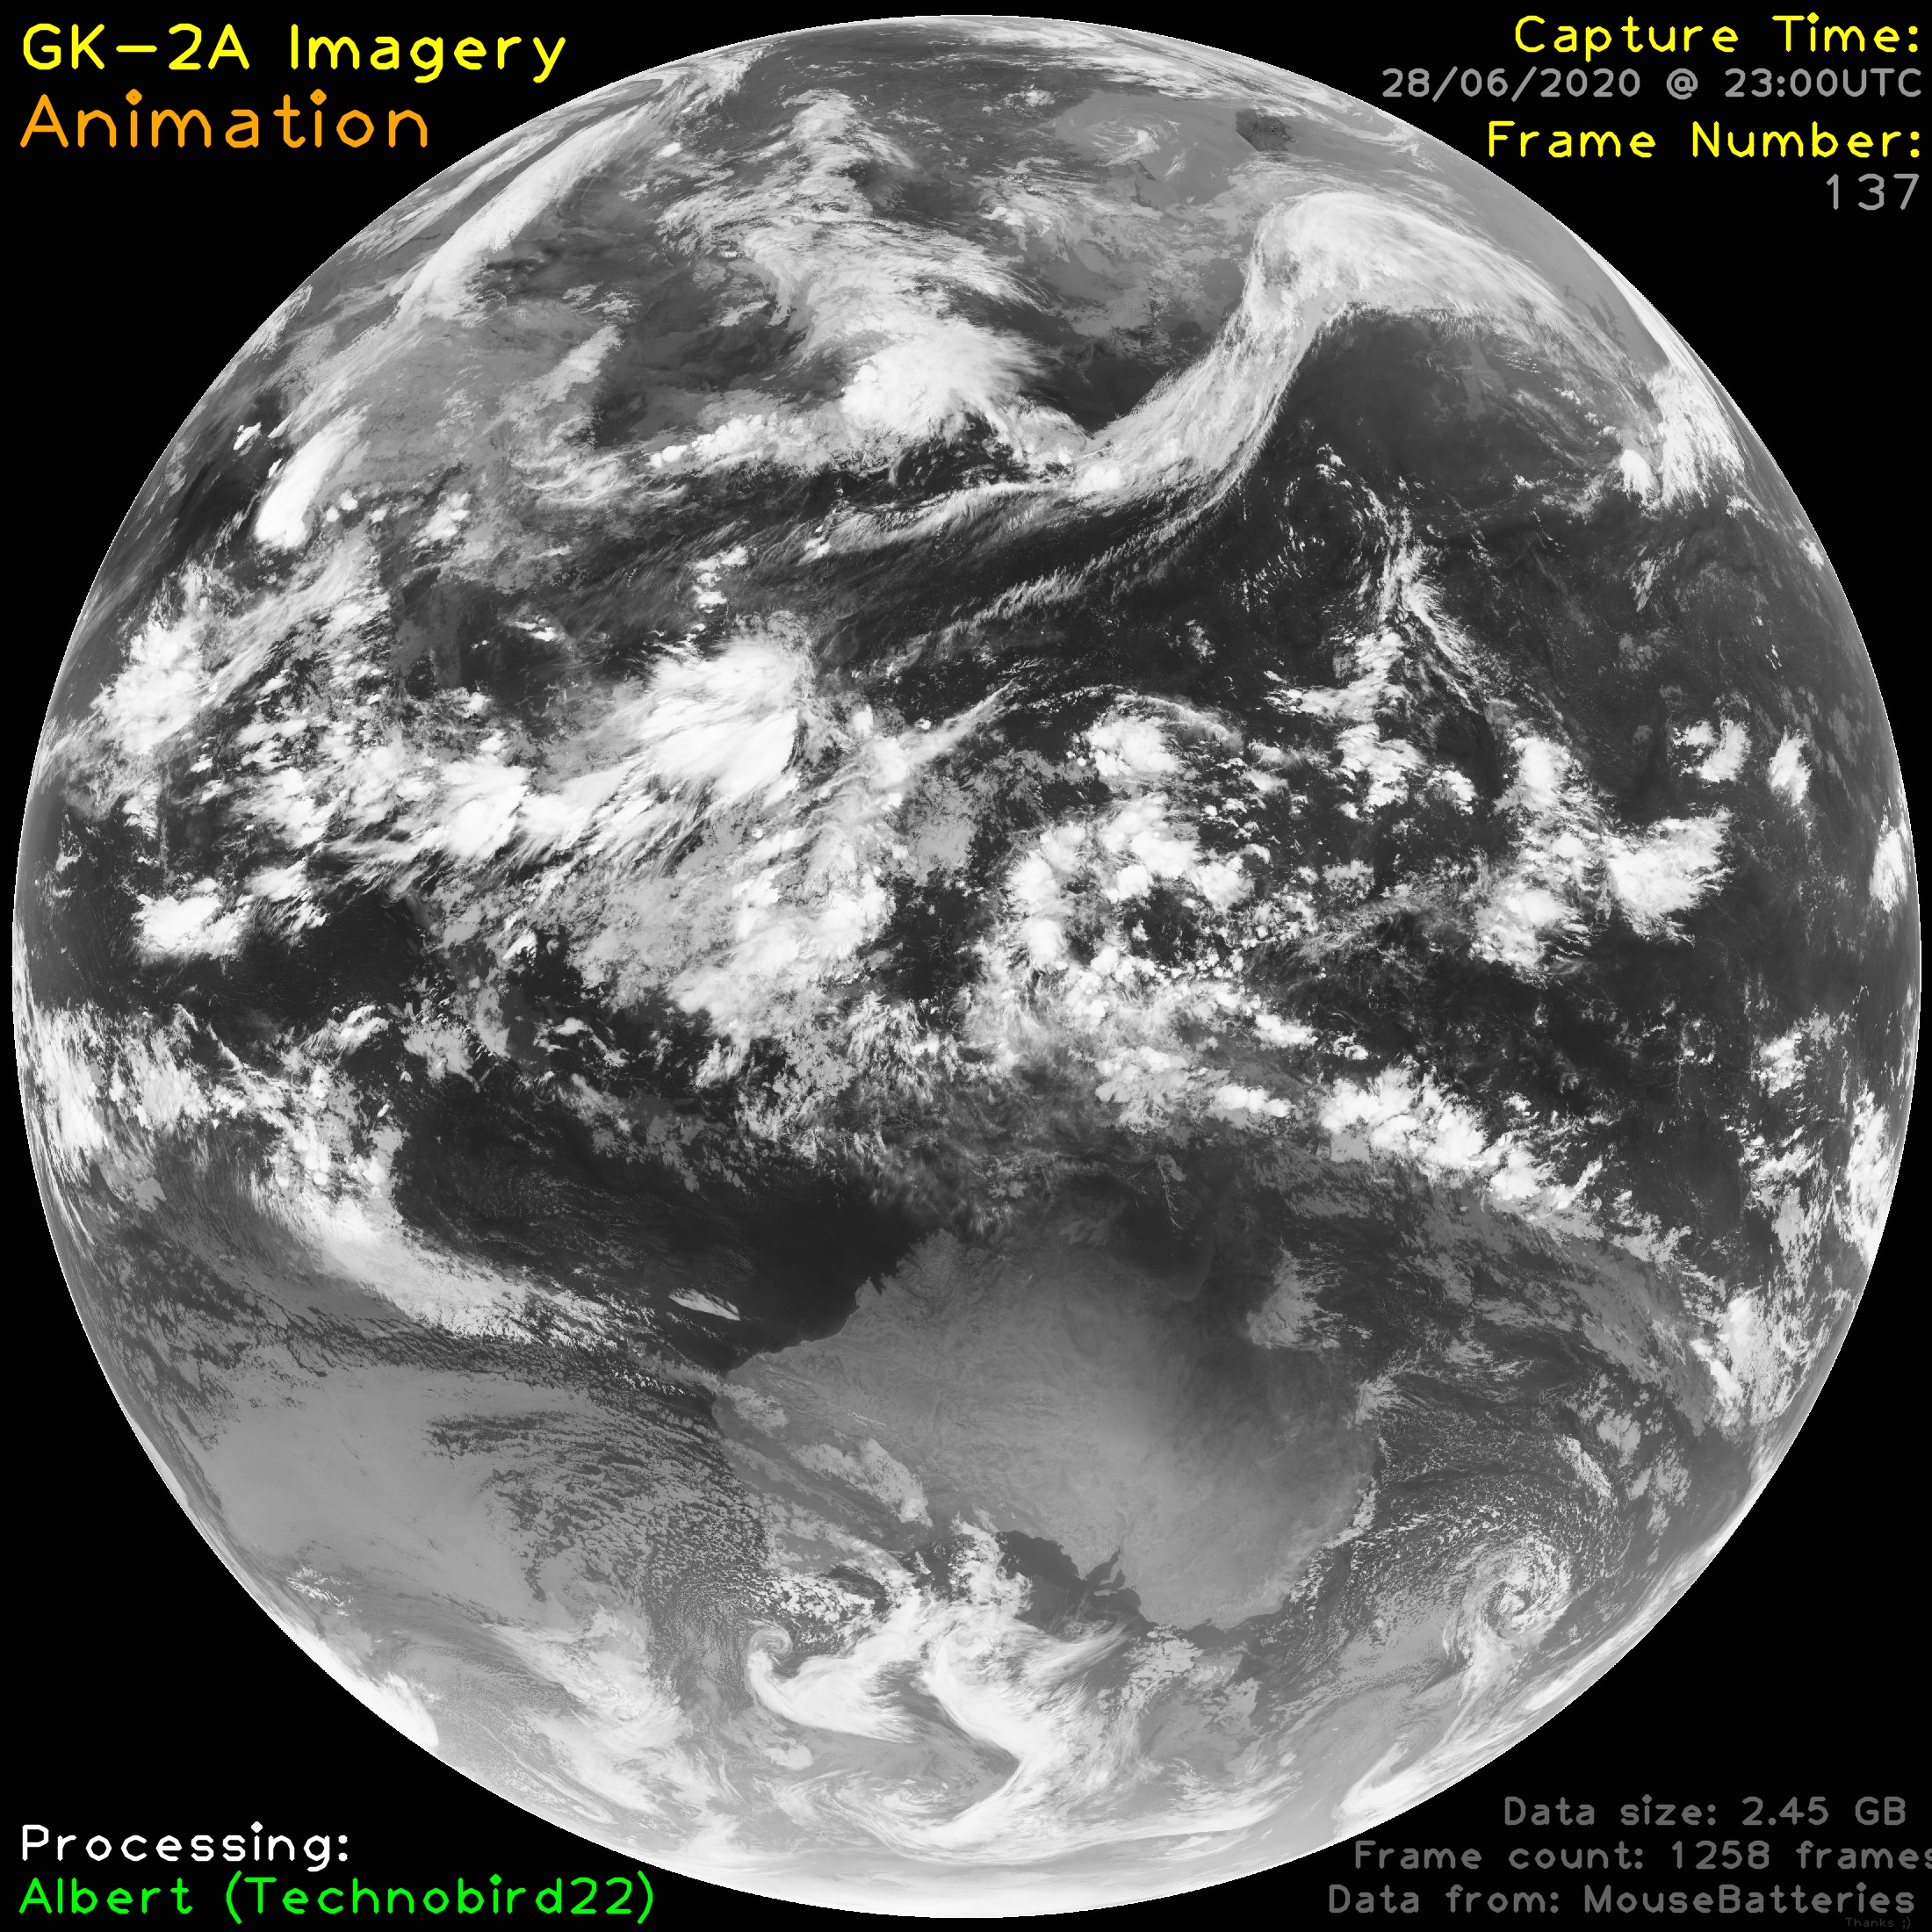 GK-2A Imagery
Animation
Capture Time:
28/06/2020 @ 23:00UTC
Frame Number:
137
Processing:
Albert (Technobird22)
Data size: 2.45 GB
Frame count: 1258 frames
Data from: MouseBatteries
Thanks ;)